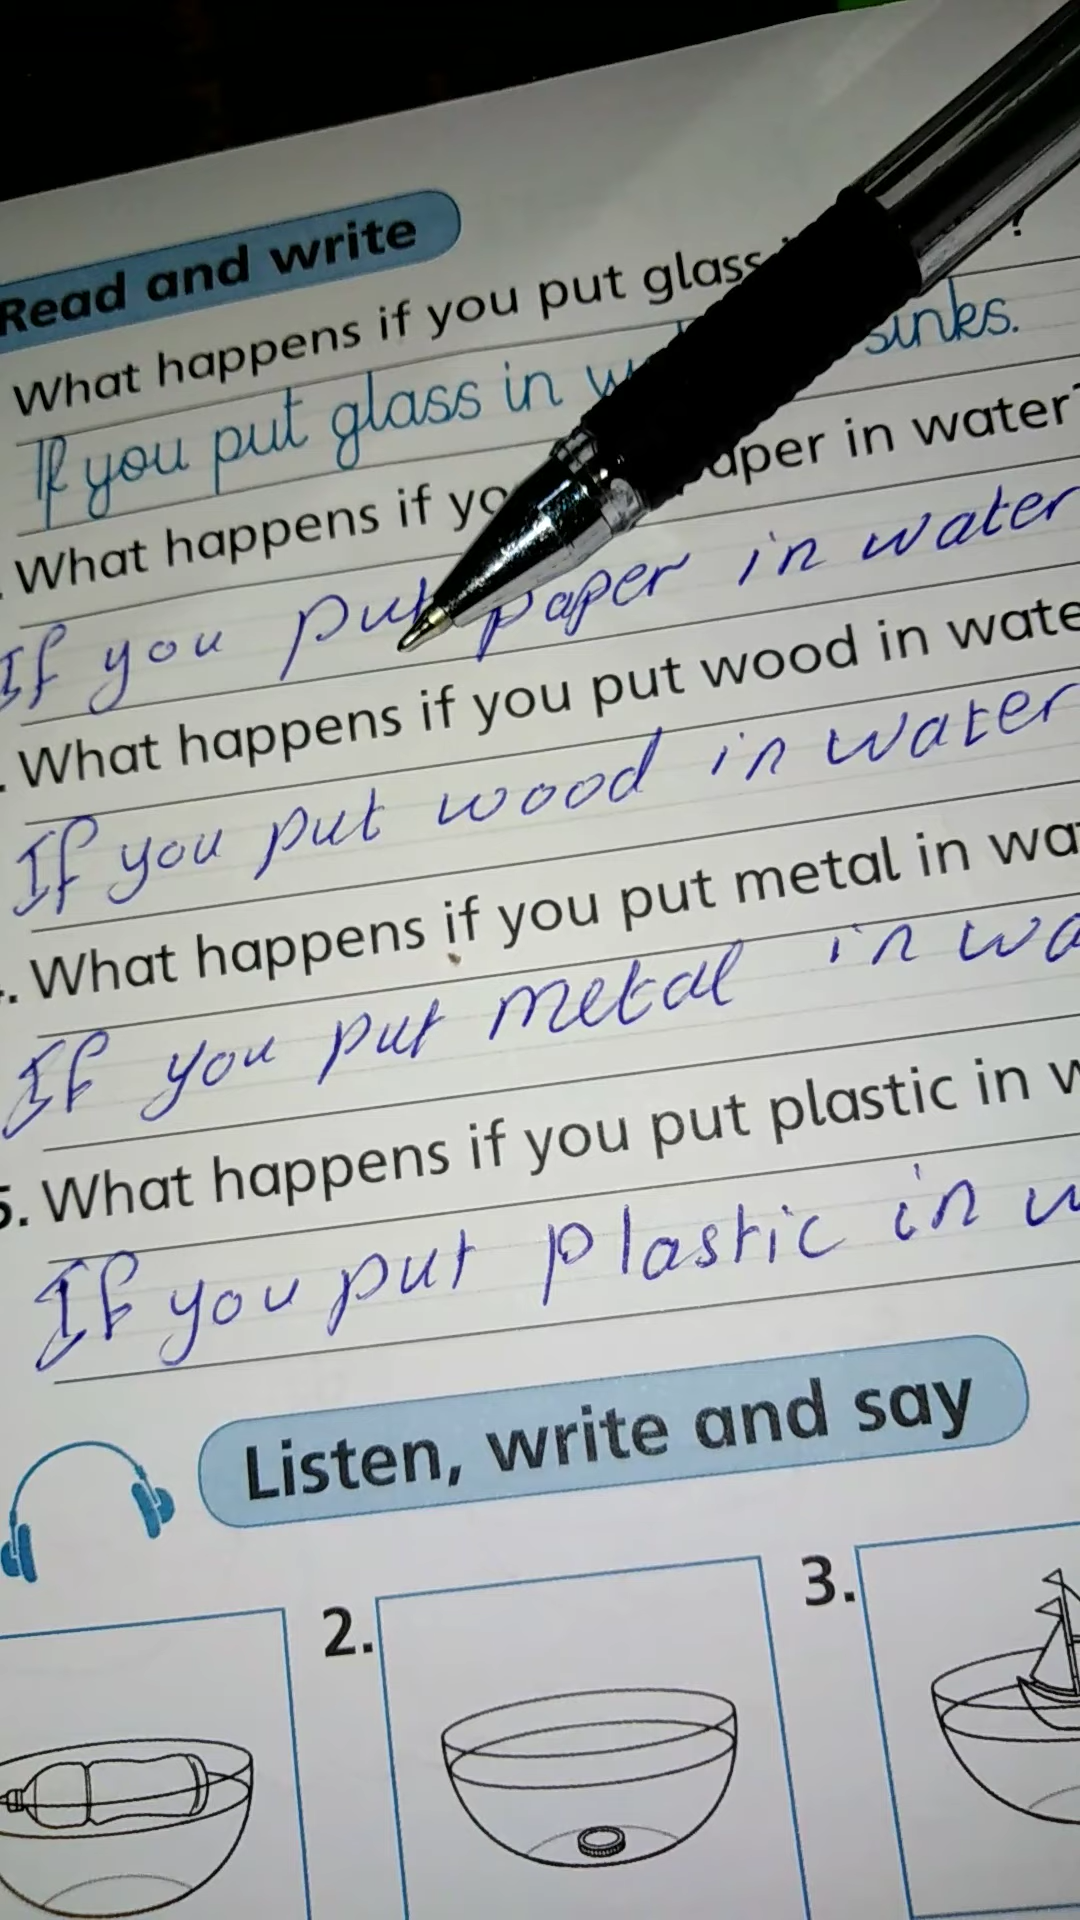 Read and write
What happens if you put glass ?
If you put glass in sinks.
What happens if in water?
If you put paper in water
What happens if you put wood in wate
If you put wood in water
. What happens if you put metal in wa
If you put metal in wa
5. What happens if you put plastic in w
If you put plastic in w
Listen, write and say
2.
3.